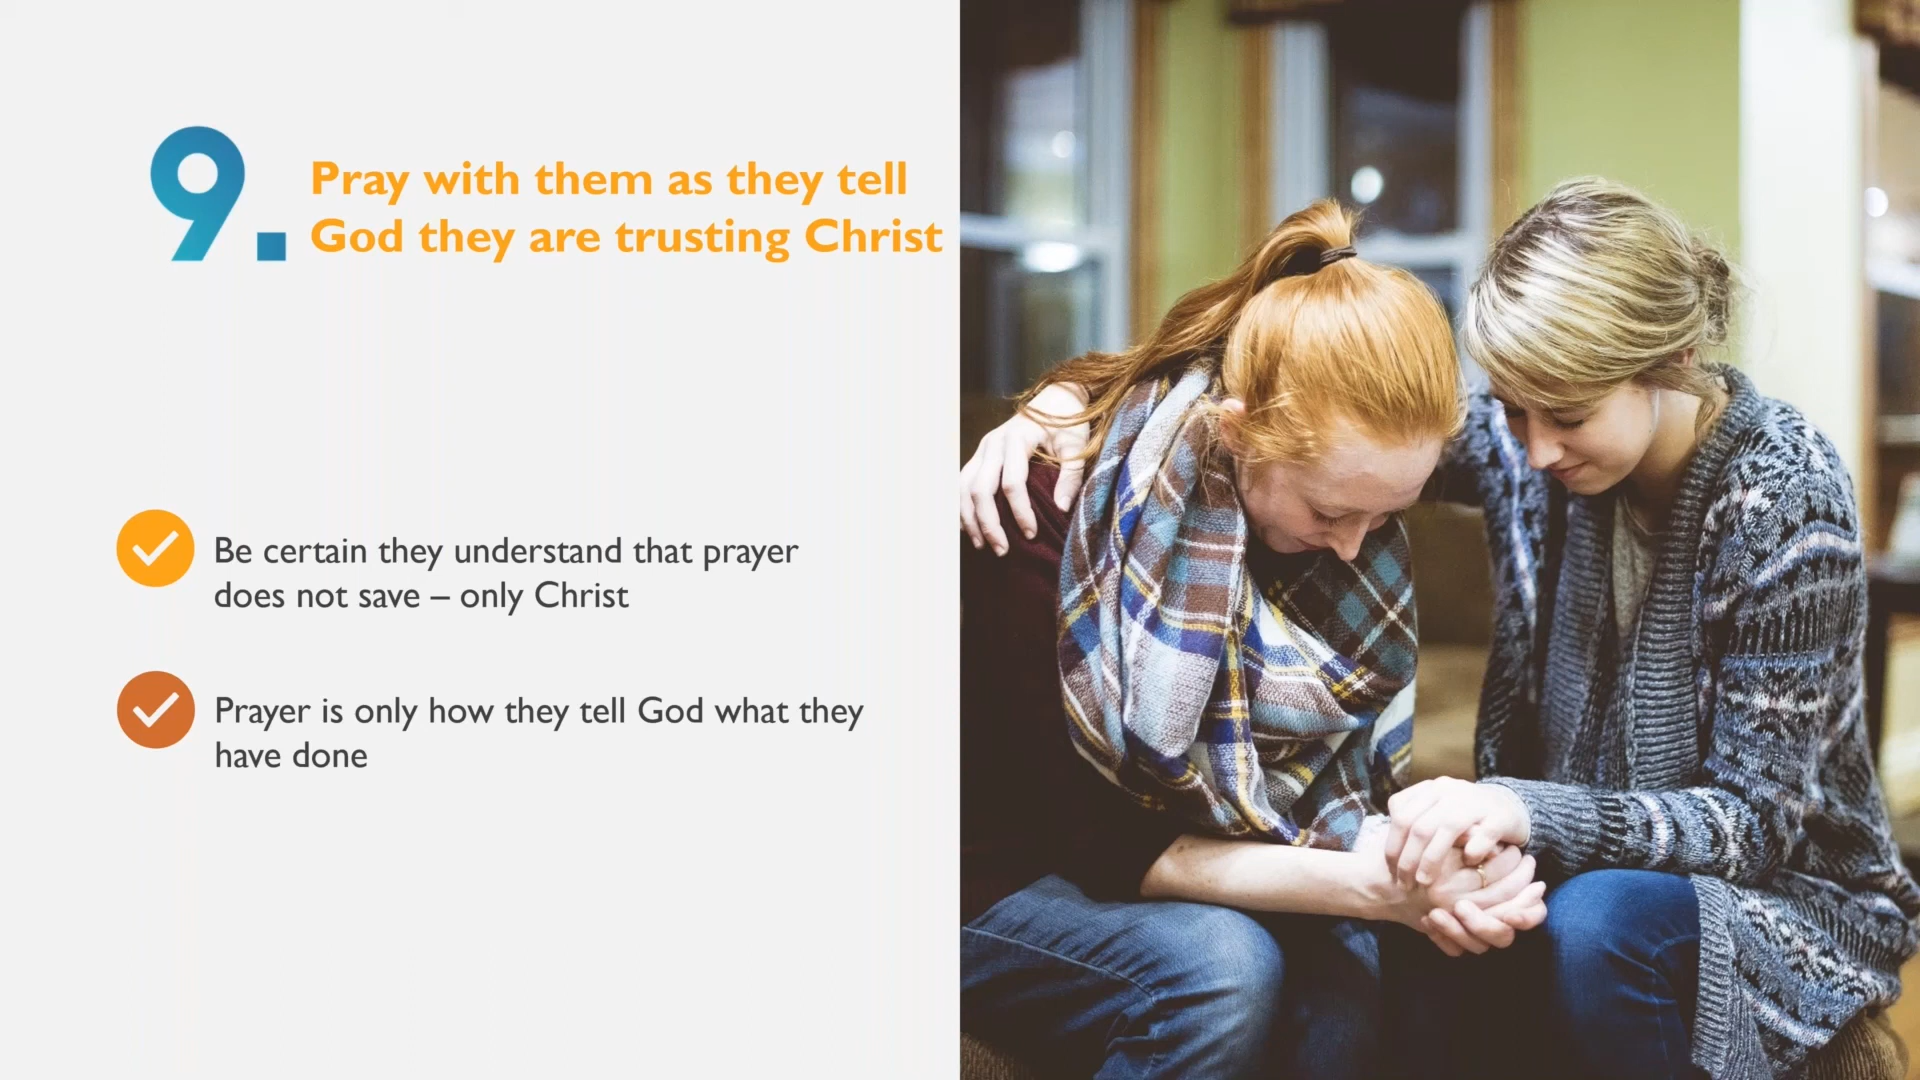 9.
Pray with them as they tell
God they are trusting Christ
Be certain they understand that prayer
does not save – only Christ
Prayer is only how they tell God what they
have done